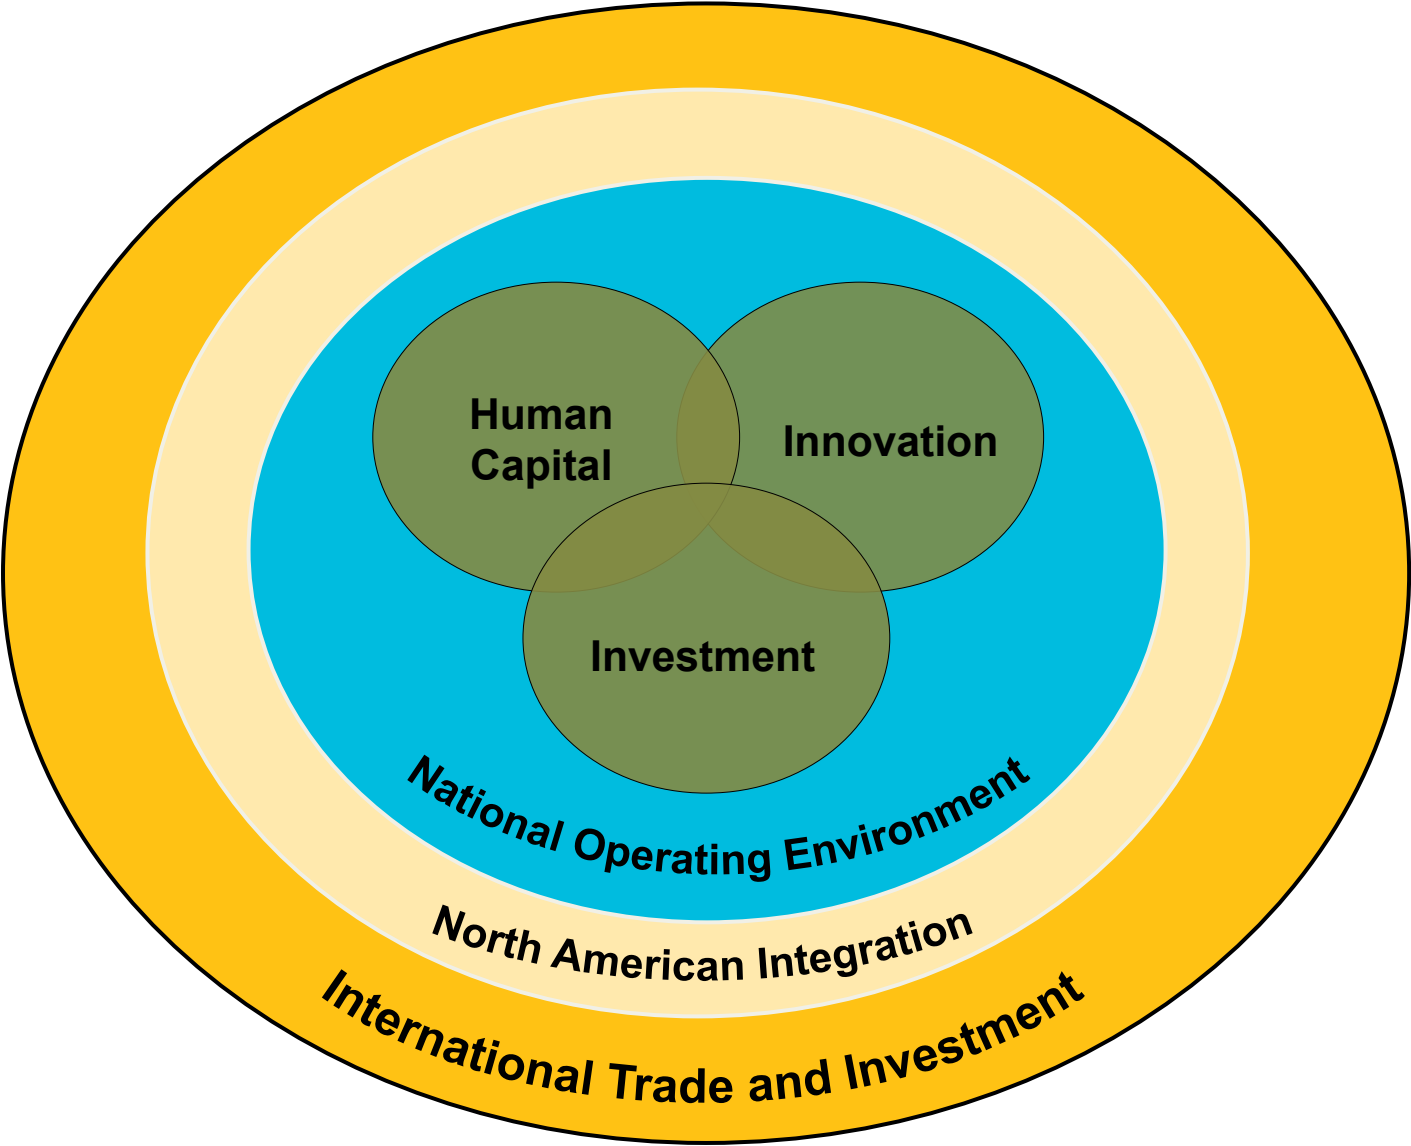 Human
Capital
Innovation
Investment
National Operating Environment
North American Integration
International Trade and Investment